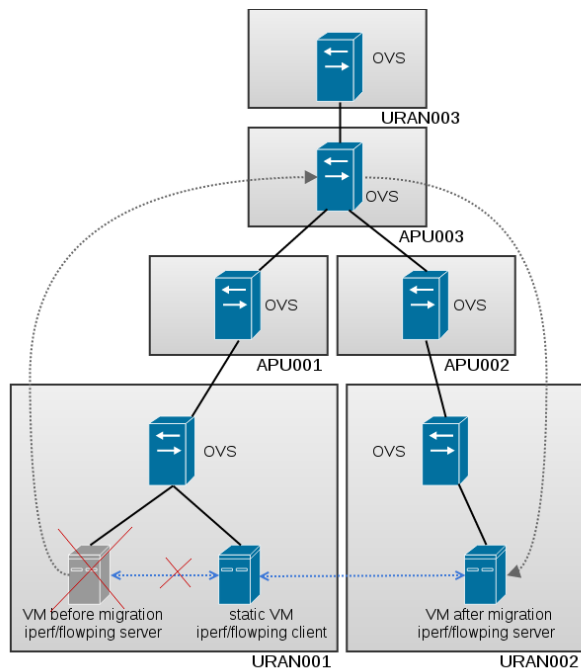 OVS
URAN003
OVS
APU003
OVS
OVS
APU001
APU002
OVS
OVS
VM before migration
iperf/flowping server
static VM
iperf/flowping client
VM after migration
iperf/flowping server
URAN001
URAN002